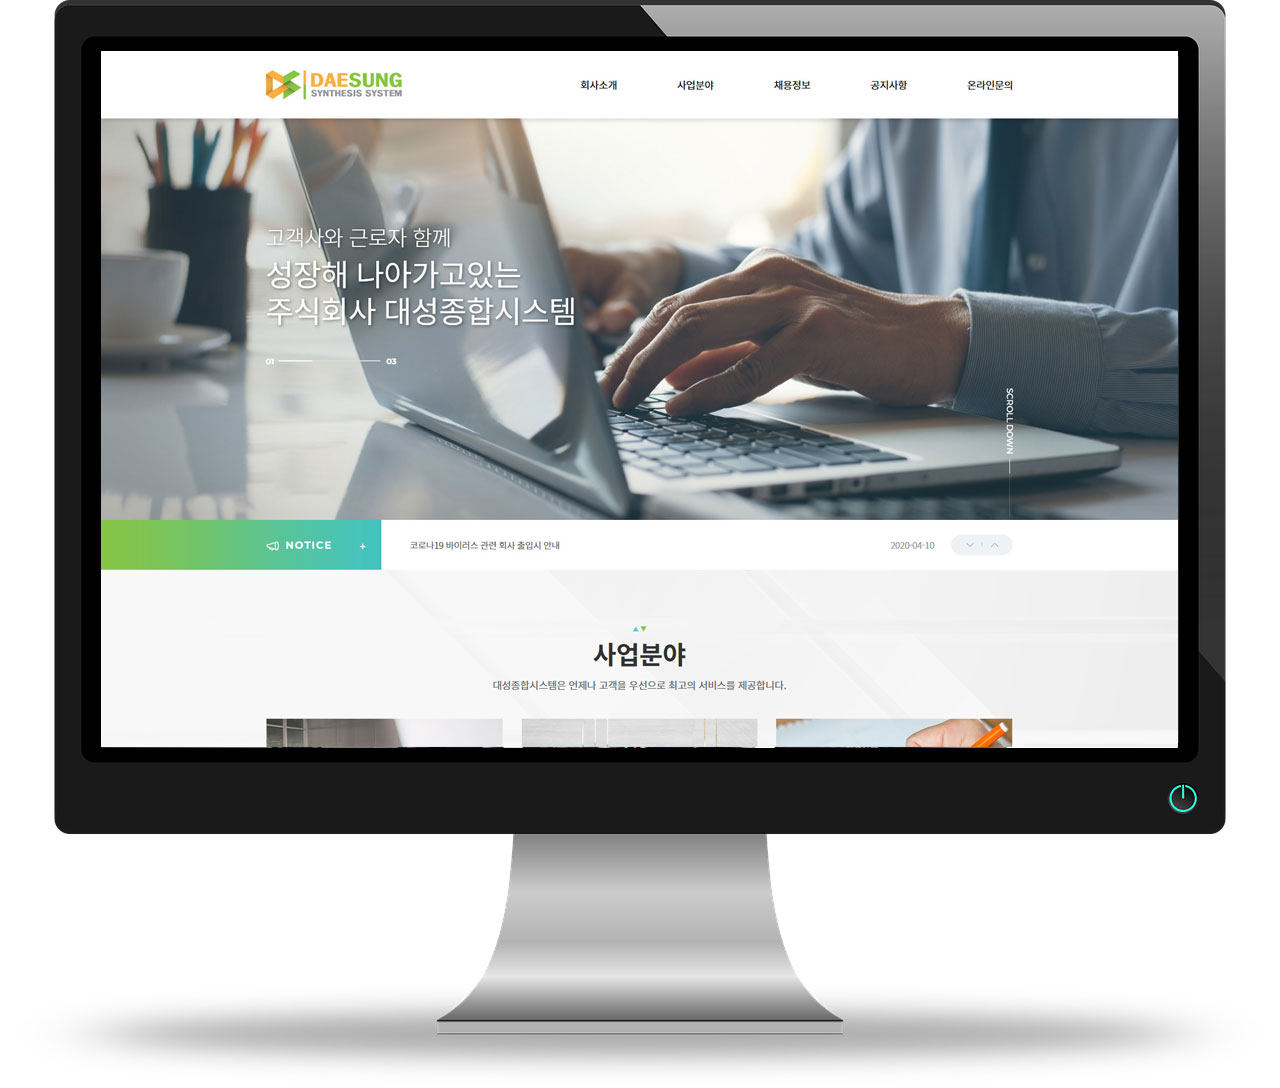 DAESUNG
SYNTHESIS SYSTEM
회사소개 사업분야 채용정보 공지사항 온라인문의
고객사와 근로자 함께
성장해 나아가고있는
주식회사 대성종합시스템
01 03
SCROLL DOWN
NOTICE +
코로나19 바이러스 관련 회사 출입시 안내 2020-04-10
사업분야
대성종합시스템은 언제나 고객을 우선으로 최고의 서비스를 제공합니다.